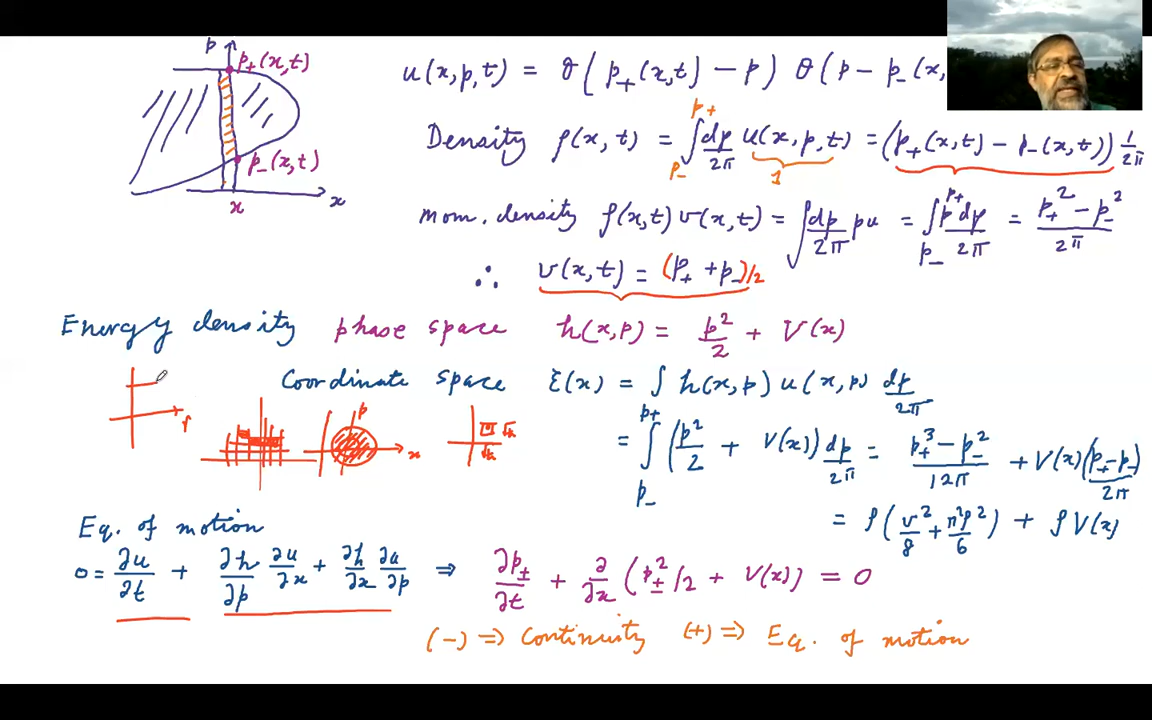 p p₊(x,t)
p₋(x,t)
x x
u(x,p,t) = θ(p₊(x,t) − p) θ(p − p₋(x,
Density ρ(x,t) = ∫_{p₋}^{p₊} dp/2π u(x,p,t) = (p₊(x,t) − p₋(x,t)) 1/2π
1
Mom. density ρ(x,t) v(x,t) = ∫ dp/2π pu = ∫_{p₋}^{p₊} p dp/2π = (p₊² − p₋²)/2π
∴ v(x,t) = (p₊ + p₋)/2
Energy density phase space h(x,p) = p²/2 + V(x)
Coordinate space ℰ(x) = ∫ h(x,p) u(x,p) dp/2π
p x √ħ √ħ
= ∫_{p₋}^{p₊} (p²/2 + V(x)) dp/2π = (p₊³ − p₋²)/12π + V(x) (p₊ − p₋)/2π
= ρ(v²/8 + π²ρ²/6) + ρV(x)
Eq. of motion
0 = ∂u/∂t + ∂h/∂p ∂u/∂x + ∂h/∂x ∂u/∂p ⇒ ∂p±/∂t + ∂/∂x (p±²/2 + V(x)) = 0
(−) ⇒ Continuity (+) ⇒ Eq. of motion